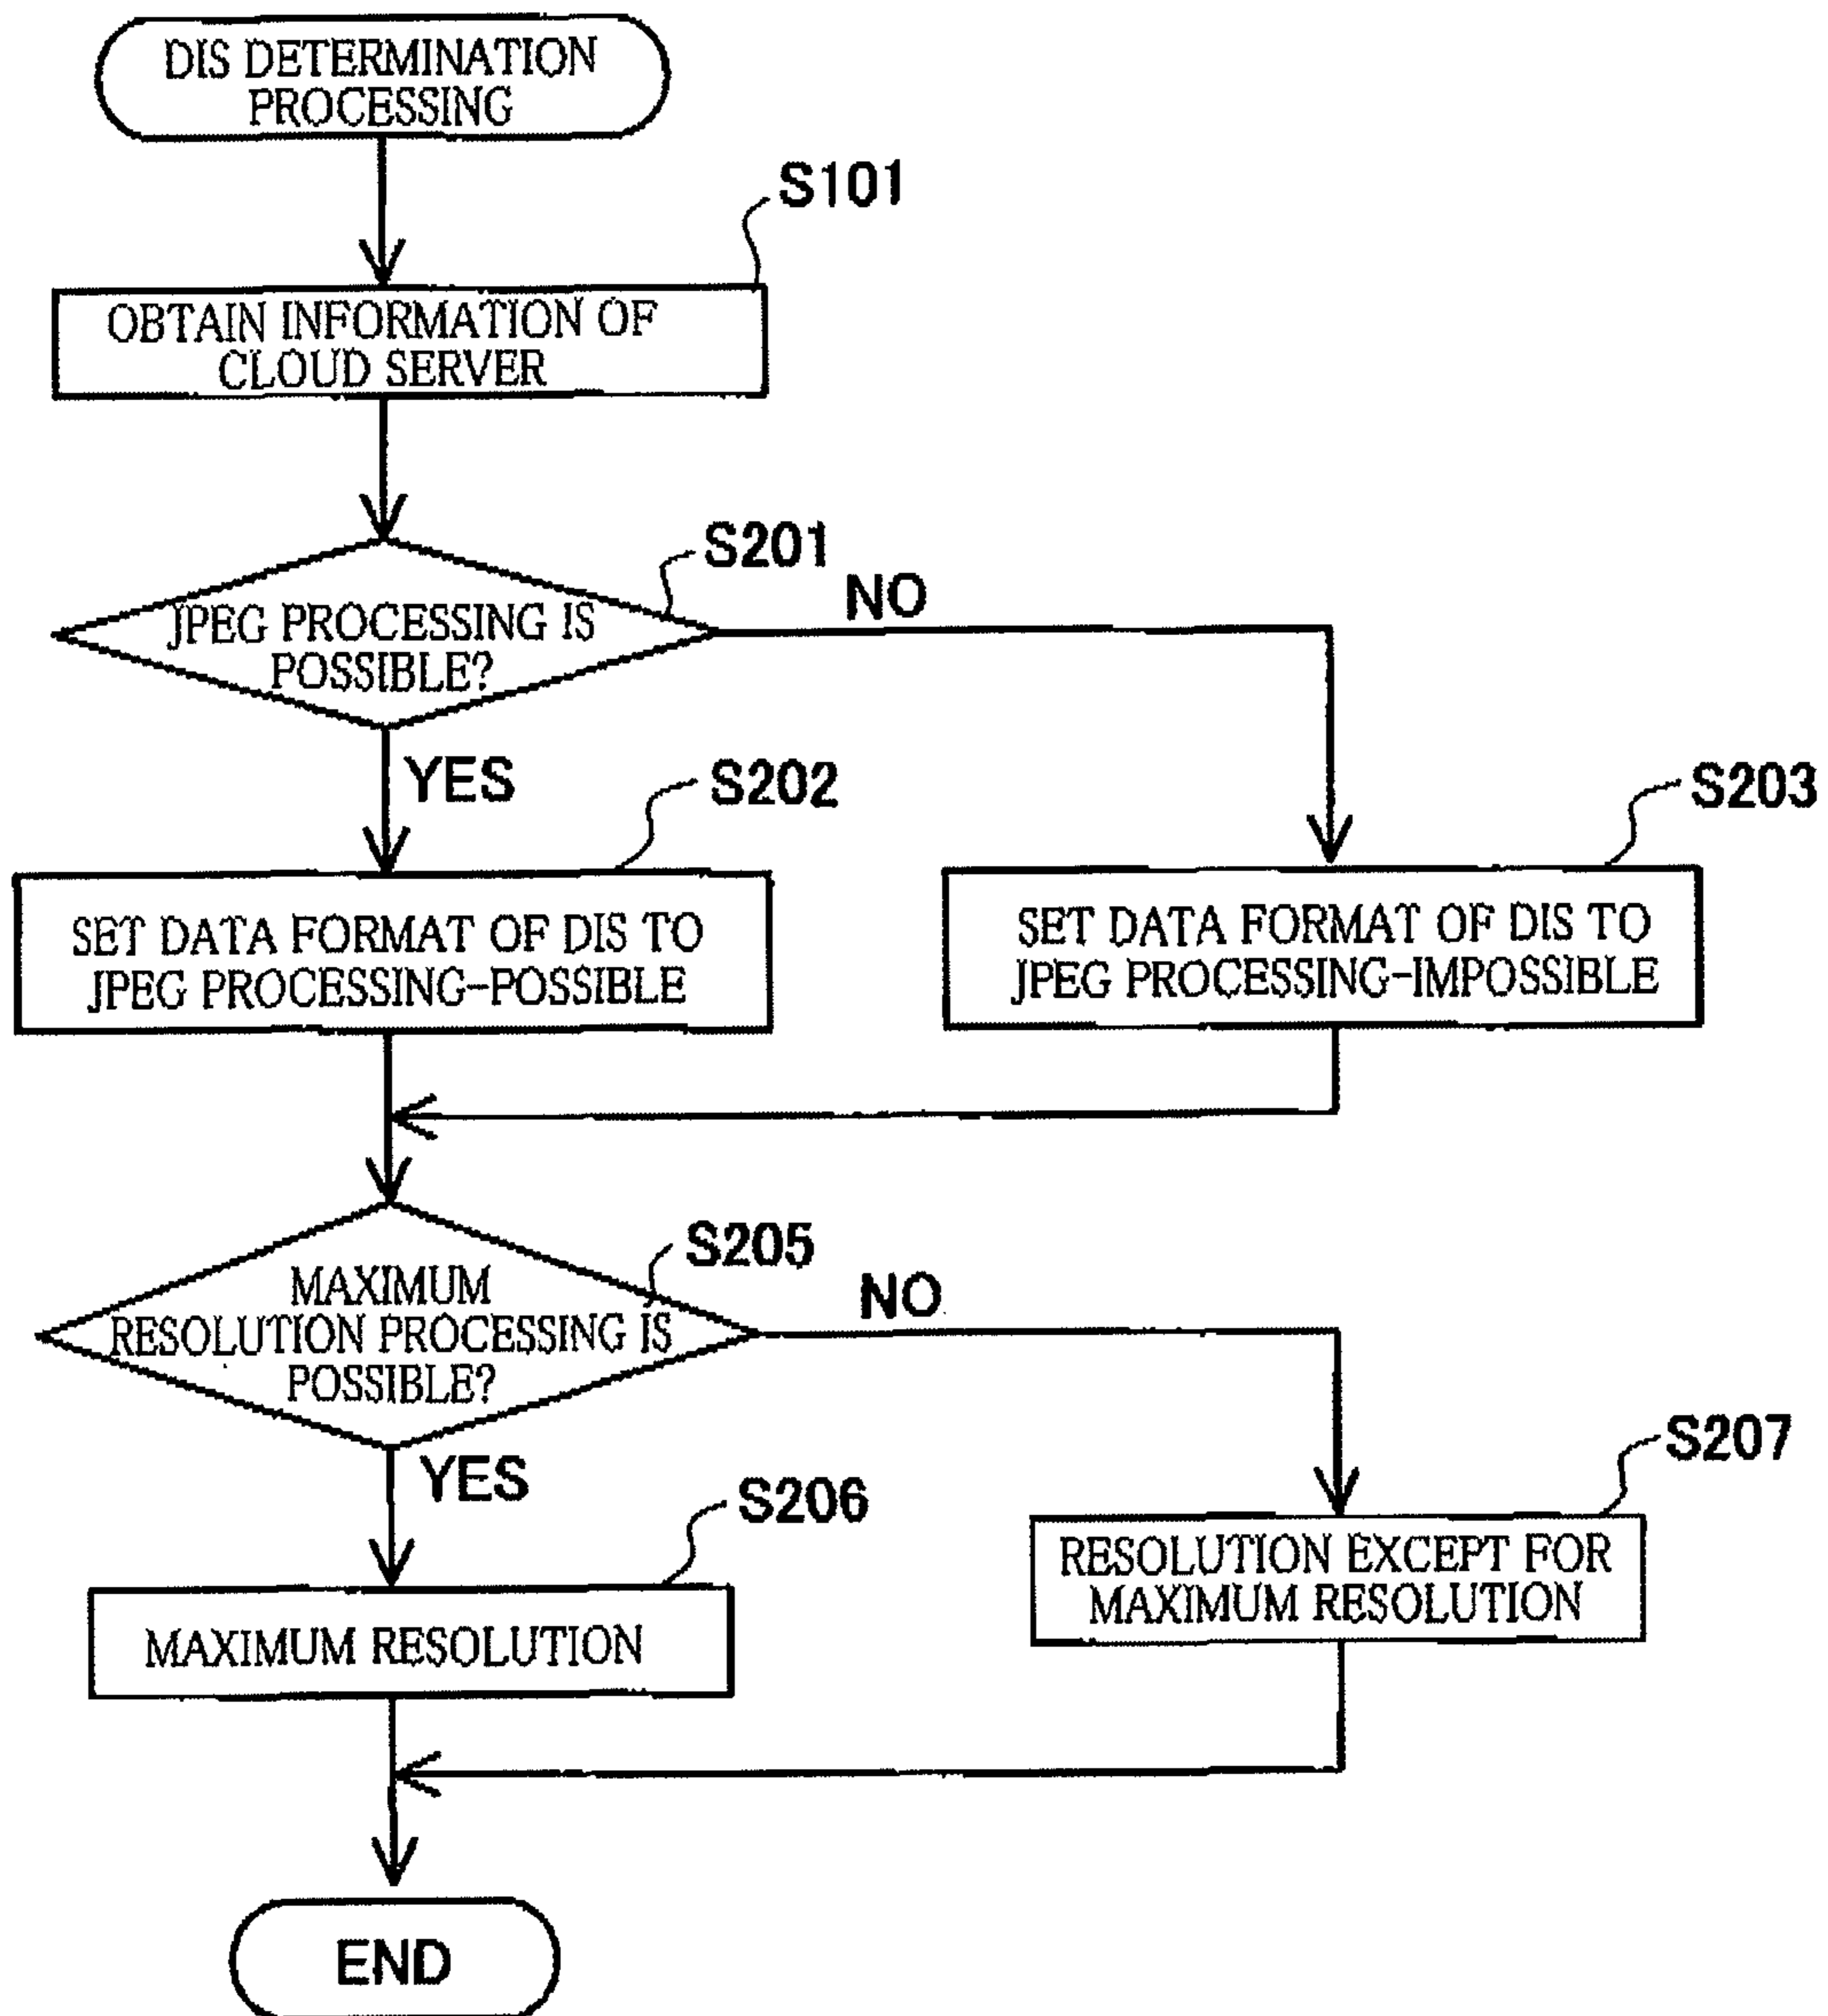 DIS DETERMINATION
PROCESSING
S101
OBTAIN INFORMATION OF
CLOUD SERVER
S201
NO
JPEG PROCESSING IS
POSSIBLE?
YES
S202
S203
SET DATA FORMAT OF DIS TO
JPEG PROCESSING-POSSIBLE
SET DATA FORMAT OF DIS TO
JPEG PROCESSING-IMPOSSIBLE
S205
NO
MAXIMUM
RESOLUTION PROCESSING IS
POSSIBLE?
YES
S206
S207
RESOLUTION EXCEPT FOR
MAXIMUM RESOLUTION
MAXIMUM RESOLUTION
END